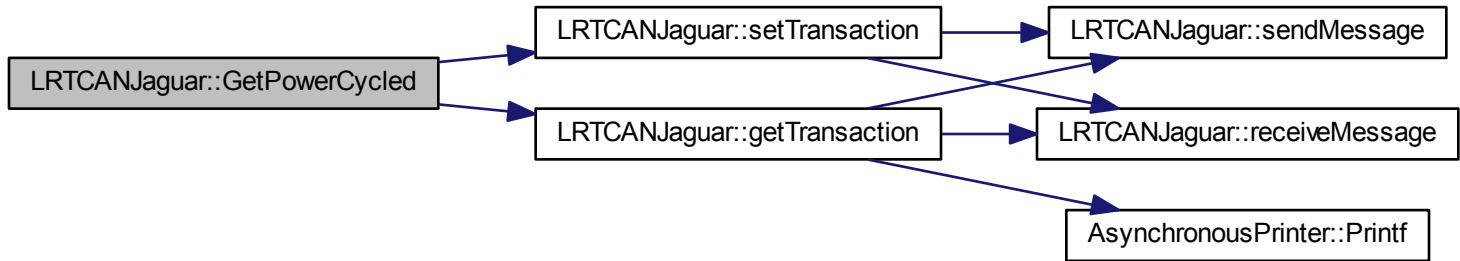 LRTCANJaguar::GetPowerCycled
LRTCANJaguar::setTransaction
LRTCANJaguar::getTransaction
LRTCANJaguar::sendMessage
LRTCANJaguar::receiveMessage
AsynchronousPrinter::Printf